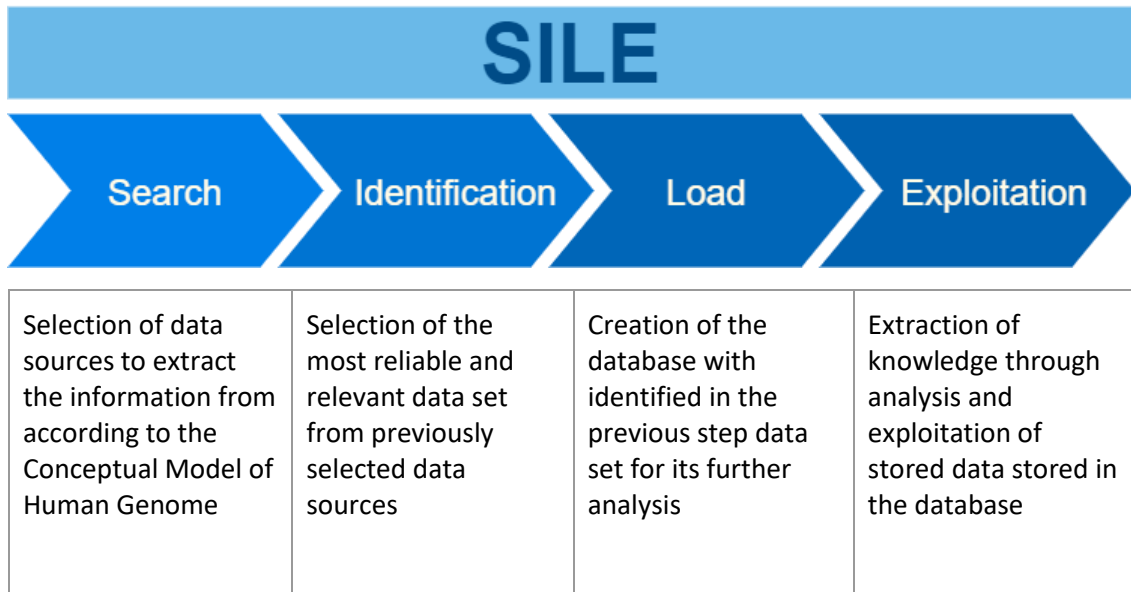 SILE
Search
Identification
Load
Exploitation
Selection of data
sources to extract
the information from
according to the
Conceptual Model of
Human Genome
Selection of the
most reliable and
relevant data set
from previously
selected data
sources
Creation of the
database with
identified in the
previous step data
set for its further
analysis
Extraction of
knowledge through
analysis and
exploitation of
stored data stored in
the database